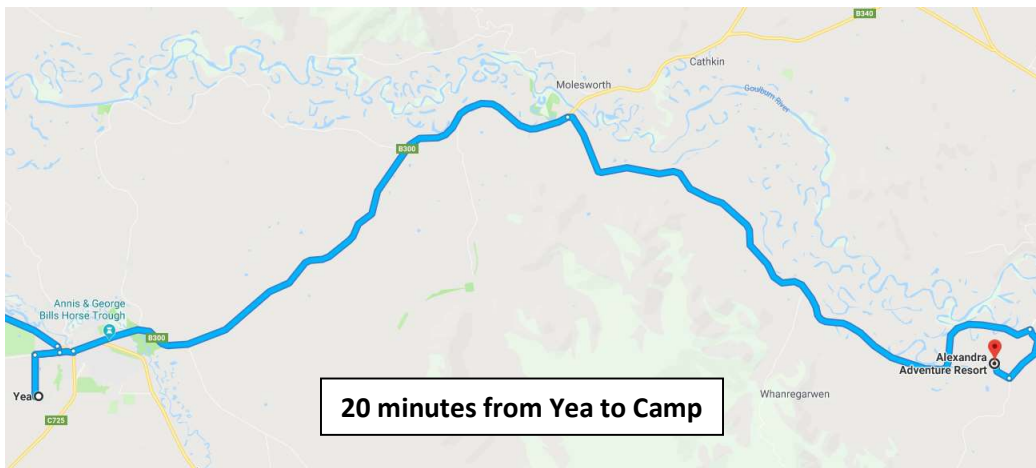 B340
Cathkin
Molesworth
Goulburn River
B300
Annis & George
Bills Horse Trough
B300
Alexandra
Adventure Resort
Yea
20 minutes from Yea to Camp
Whanregarwen
C725